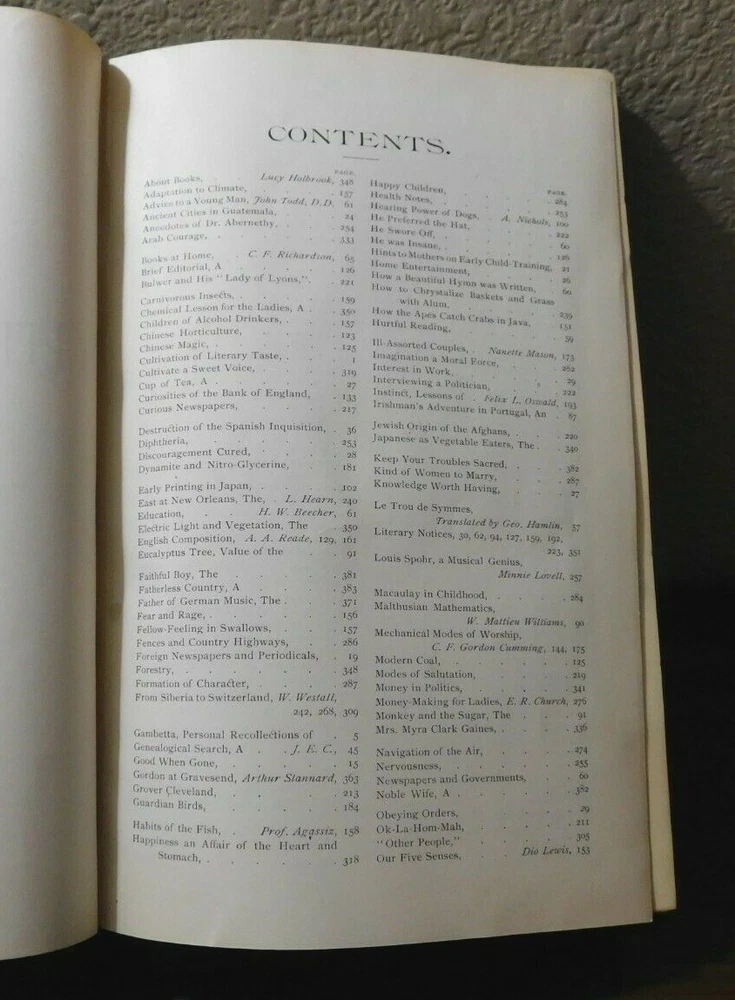 CONTENTS.
PAGE.
About Books, Lucy Holbrook, 348
Adaptation to Climate, 157
Advice to a Young Man, John Todd, D.D. 61
Ancient Cities in Guatemala, 24
Anecdotes of Dr. Abernethy, 254
Arab Courage, 333
Books at Home, C. F. Richardson, 65
Brief Editorial, A 126
Bulwer and His "Lady of Lyons," 221
Carnivorous Insects, 159
Chemical Lesson for the Ladies, A 350
Children of Alcohol Drinkers, 157
Chinese Horticulture, 123
Chinese Magic, 125
Cultivation of Literary Taste, 1
Cultivate a Sweet Voice, 319
Cup of Tea, A 27
Curiosities of the Bank of England, 133
Curious Newspapers, 217
Destruction of the Spanish Inquisition, 36
Diphtheria, 253
Discouragement Cured, 28
Dynamite and Nitro-Glycerine, 181
Early Printing in Japan, 102
East at New Orleans, The, L. Hearn, 240
Education, H. W. Beecher, 61
Electric Light and Vegetation, The 350
English Composition, A. A. Reade, 129, 161
Eucalyptus Tree, Value of the 91
Faithful Boy, The 381
Fatherless Country, A 383
Father of German Music, The 371
Fear and Rage, 156
Fellow-Feeling in Swallows, 157
Fences and Country Highways, 286
Foreign Newspapers and Periodicals, 19
Forestry, 348
Formation of Character, 287
From Siberia to Switzerland, W. Westall,
242, 268, 309
Gambetta, Personal Recollections of 5
Genealogical Search, A J. E. C., 45
Good When Gone, 15
Gordon at Gravesend, Arthur Stannard, 363
Grover Cleveland, 213
Guardian Birds, 184
Habits of the Fish, Prof. Agassiz, 158
Happiness an Affair of the Heart and
Stomach, 318
PAGE.
Happy Children, 284
Health Notes, 253
Hearing Power of Dogs, A. Nichols, 100
He Preferred the Hat, 222
He Swore Off, 60
He was Insane, 126
Hints to Mothers on Early Child-Training, 21
Home Entertainment, 26
How a Beautiful Hymn was Written, 60
How to Chrystalize Baskets and Grass
with Alum, 239
How the Apes Catch Crabs in Java, 151
Hurtful Reading, 59
Ill-Assorted Couples, Nanette Mason, 173
Imagination a Moral Force, 262
Interest in Work, 29
Interviewing a Politician, 222
Instinct, Lessons of Felix L. Oswald, 193
Irishman's Adventure in Portugal, An 87
Jewish Origin of the Afghans, 220
Japanese as Vegetable Eaters, The 340
Keep Your Troubles Sacred, 382
Kind of Women to Marry, 287
Knowledge Worth Having, 27
Le Trou de Symmes,
Translated by Geo. Hamlin, 57
Literary Notices, 30, 62, 94, 127, 159, 192,
223, 351
Louis Spohr, a Musical Genius,
Minnie Lovell, 257
Macaulay in Childhood, 284
Malthusian Mathematics,
W. Mattieu Williams, 90
Mechanical Modes of Worship,
C. F. Gordon Cumming, 144, 175
Modern Coal, 125
Modes of Salutation, 219
Money in Politics, 341
Money-Making for Ladies, E. R. Church, 276
Monkey and the Sugar, The 91
Mrs. Myra Clark Gaines, 336
Navigation of the Air, 274
Nervousness, 255
Newspapers and Governments, 60
Noble Wife, A 382
Obeying Orders, 29
Ok-La-Hom-Mah, 211
"Other People," 305
Our Five Senses, Dio Lewis, 153